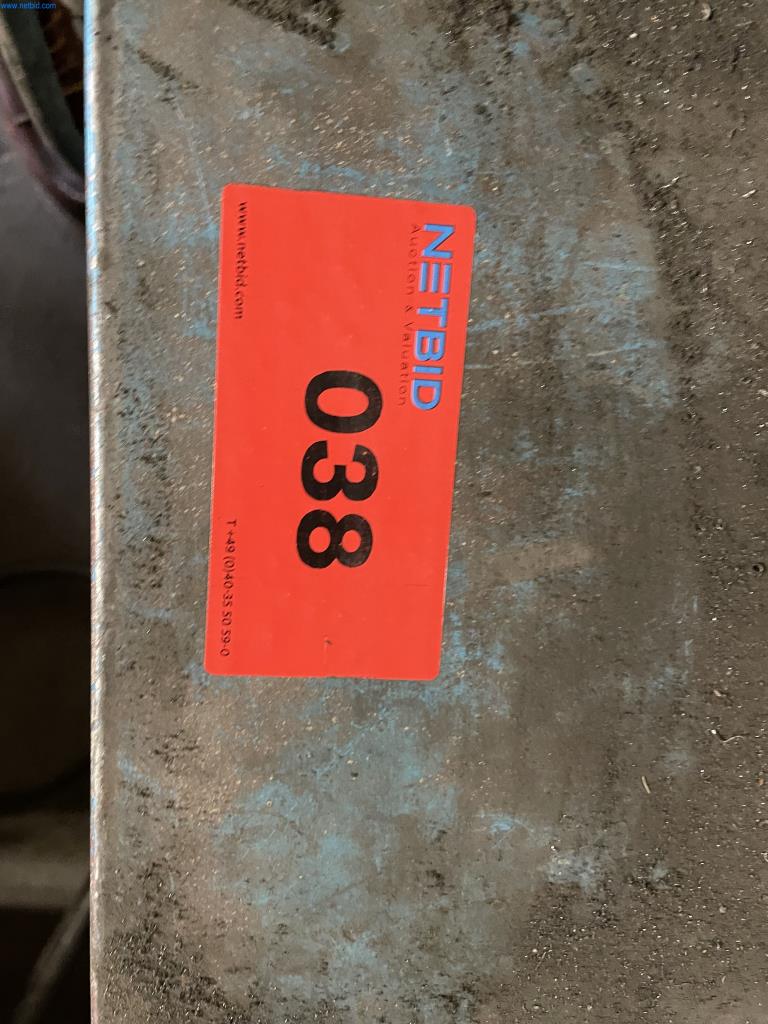 www.netbid.com
NETBID
Auction & Valuation
038
www.netbid.com
T ++49 (0)40-35 50 59-0